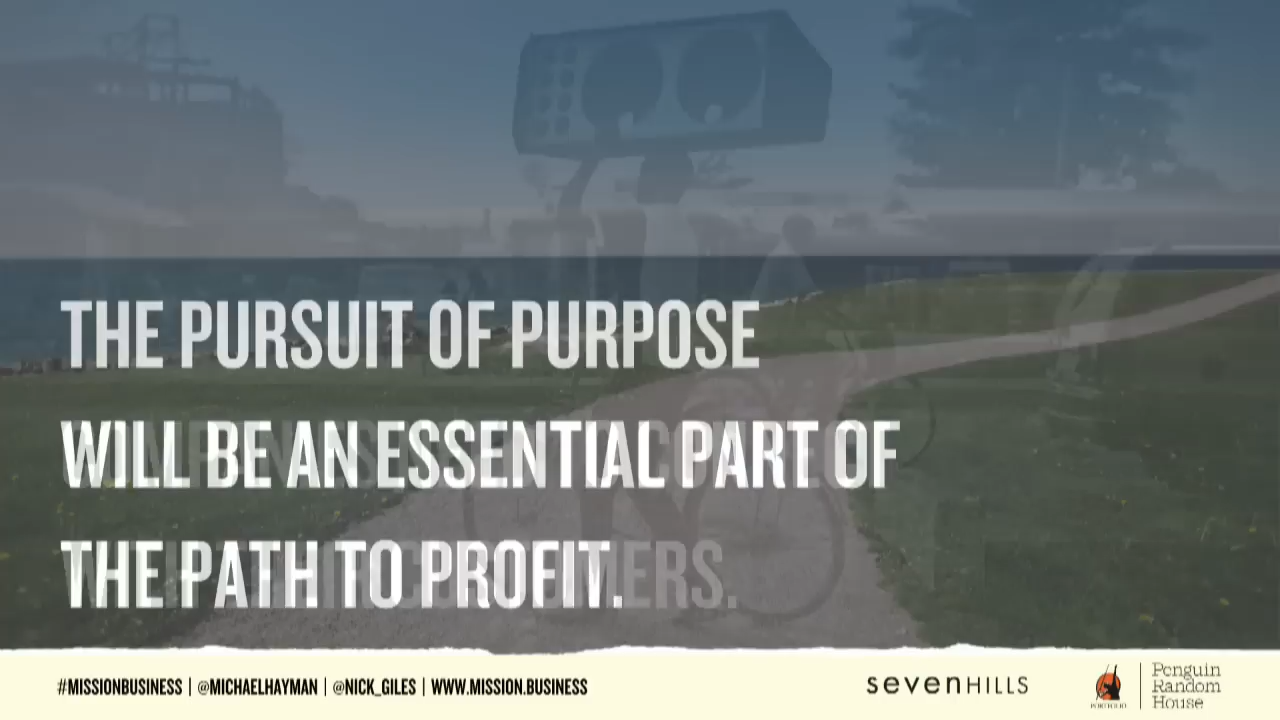 THE PURSUIT OF PURPOSE
WILL BE AN ESSENTIAL PART OF
THE PATH TO PROFIT.
#MISSIONBUSINESS | @MICHAELHAYMAN | @NICK_GILES | WWW.MISSION.BUSINESS
sevenHILLS
PORTFOLIO
Penguin
Random
House